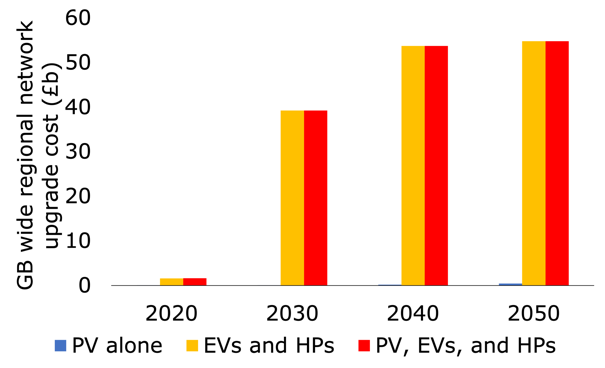 GB wide regional network
upgrade cost (£b)
60
50
40
30
20
10
0
2020 2030 2040 2050
PV alone EVs and HPs PV, EVs, and HPs